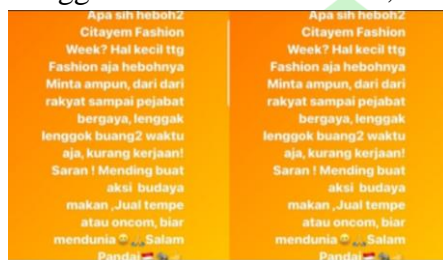 Apa sih heboh2
Citayem Fashion
Week? Hal kecil ttg
Fashion aja hebohnya
Minta ampun, dari dari
rakyat sampai pejabat
bergaya, lenggak
lenggok buang2 waktu
aja, kurang kerjaan!
Saran ! Mending buat
aksi budaya
makan ,Jual tempe
atau oncom, biar
mendunia😇🙏Salam
Pandai
Apa sih heboh2
Citayem Fashion
Week? Hal kecil ttg
Fashion aja hebohnya
Minta ampun, dari dari
rakyat sampai pejabat
bergaya, lenggak
lenggok buang2 waktu
aja, kurang kerjaan!
Saran ! Mending buat
aksi budaya
makan ,Jual tempe
atau oncom, biar
mendunia😇🙏Salam
Pandai